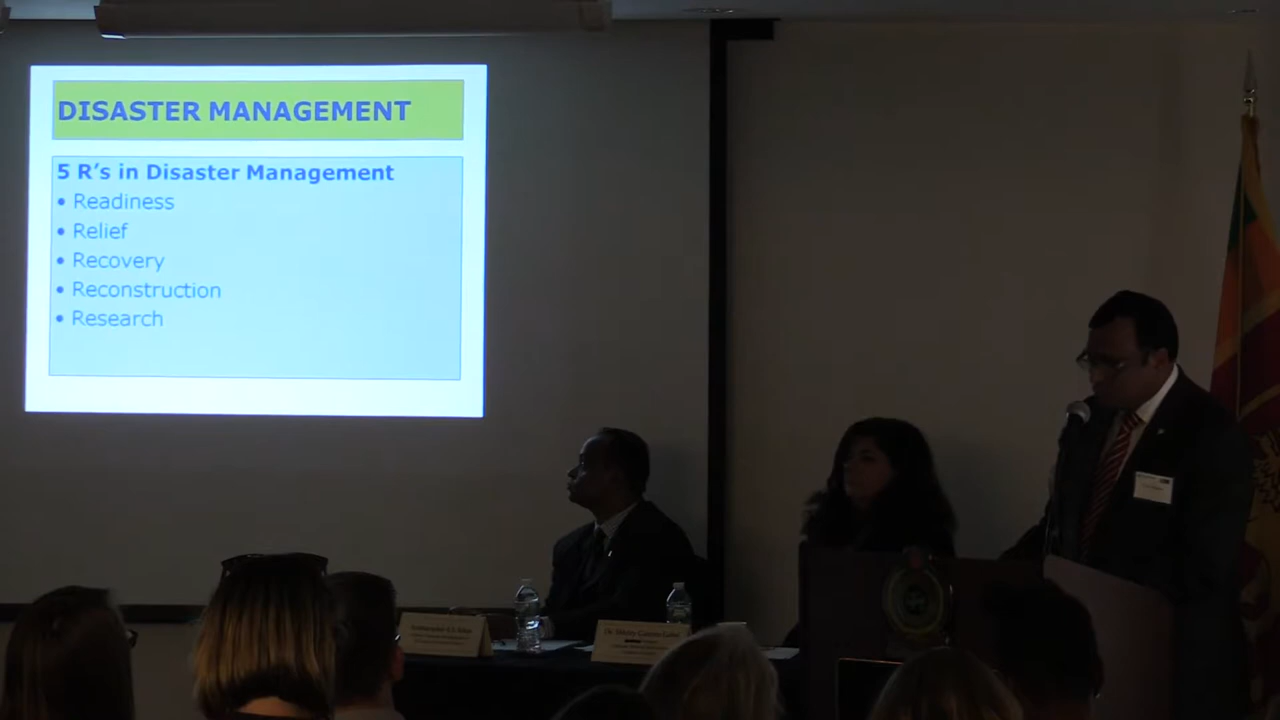 DISASTER MANAGEMENT
5 R's in Disaster Management
• Readiness
• Relief
• Recovery
• Reconstruction
• Research